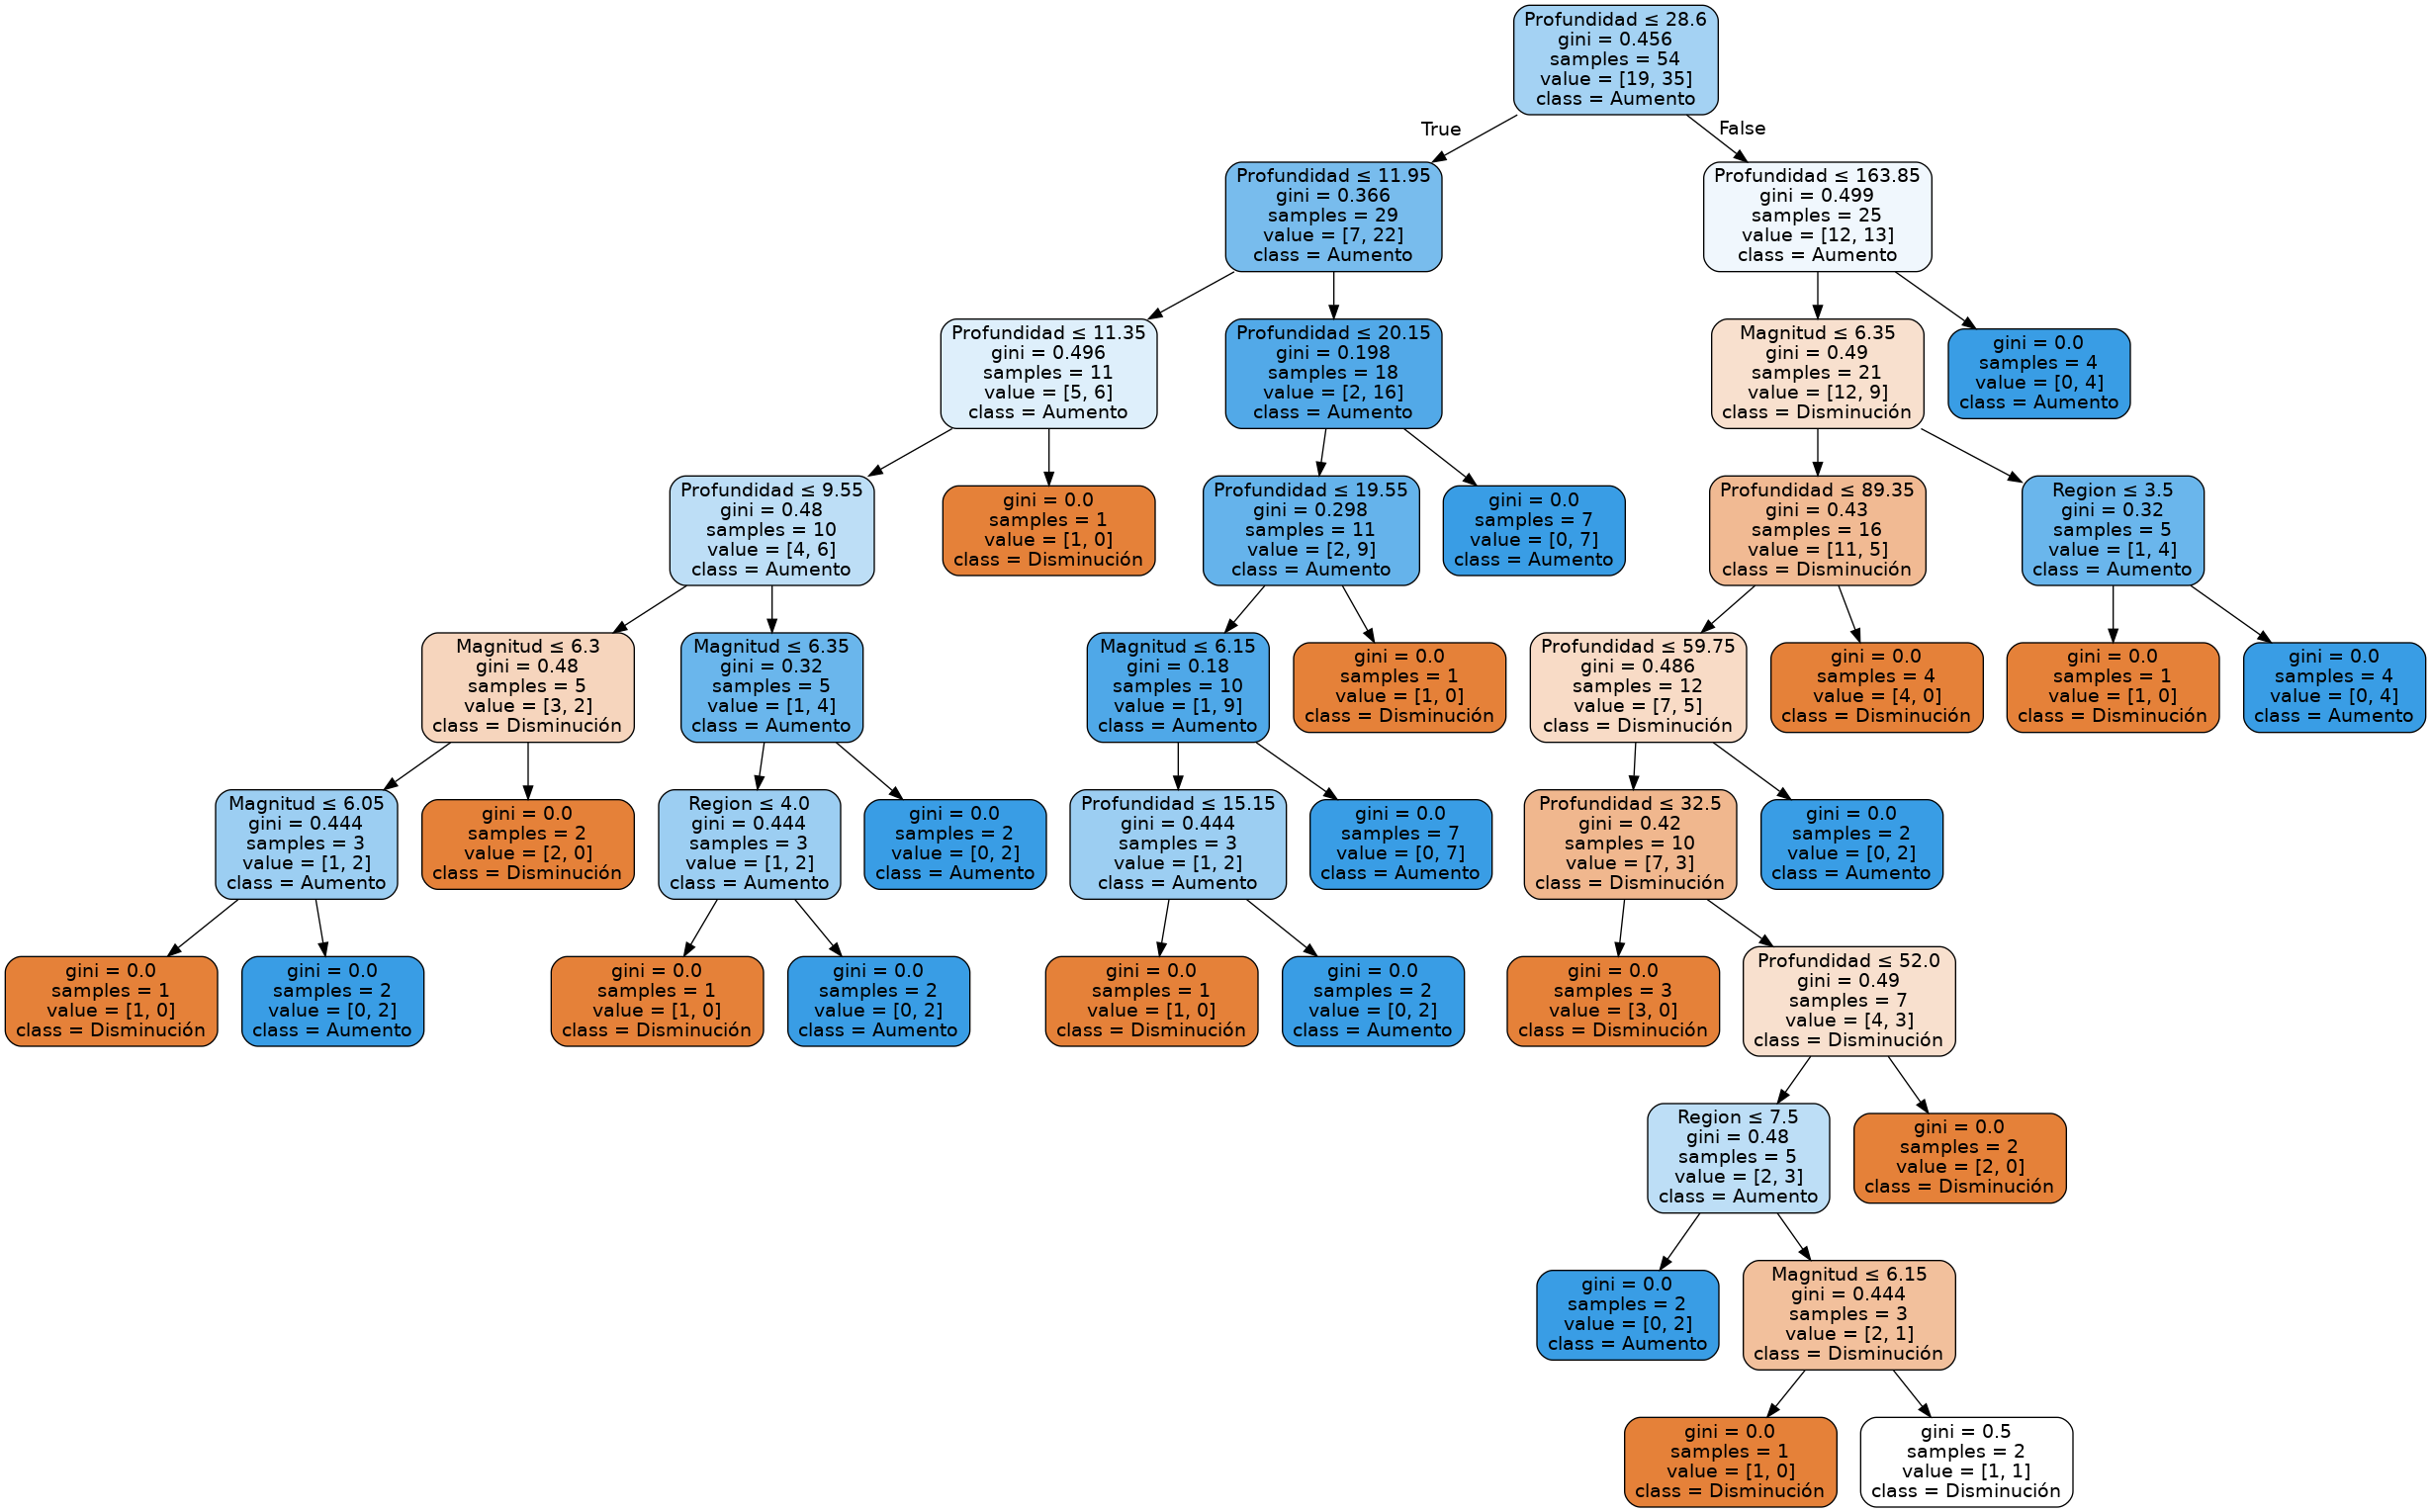 Profundidad ≤ 28.6
gini = 0.456
samples = 54
value = [19, 35]
class = Aumento
True
False
Profundidad ≤ 11.95
gini = 0.366
samples = 29
value = [7, 22]
class = Aumento
Profundidad ≤ 163.85
gini = 0.499
samples = 25
value = [12, 13]
class = Aumento
Profundidad ≤ 11.35
gini = 0.496
samples = 11
value = [5, 6]
class = Aumento
Profundidad ≤ 20.15
gini = 0.198
samples = 18
value = [2, 16]
class = Aumento
Magnitud ≤ 6.35
gini = 0.49
samples = 21
value = [12, 9]
class = Disminución
gini = 0.0
samples = 4
value = [0, 4]
class = Aumento
Profundidad ≤ 9.55
gini = 0.48
samples = 10
value = [4, 6]
class = Aumento
gini = 0.0
samples = 1
value = [1, 0]
class = Disminución
Profundidad ≤ 19.55
gini = 0.298
samples = 11
value = [2, 9]
class = Aumento
gini = 0.0
samples = 7
value = [0, 7]
class = Aumento
Profundidad ≤ 89.35
gini = 0.43
samples = 16
value = [11, 5]
class = Disminución
Region ≤ 3.5
gini = 0.32
samples = 5
value = [1, 4]
class = Aumento
Magnitud ≤ 6.3
gini = 0.48
samples = 5
value = [3, 2]
class = Disminución
Magnitud ≤ 6.35
gini = 0.32
samples = 5
value = [1, 4]
class = Aumento
Magnitud ≤ 6.15
gini = 0.18
samples = 10
value = [1, 9]
class = Aumento
gini = 0.0
samples = 1
value = [1, 0]
class = Disminución
Profundidad ≤ 59.75
gini = 0.486
samples = 12
value = [7, 5]
class = Disminución
gini = 0.0
samples = 4
value = [4, 0]
class = Disminución
gini = 0.0
samples = 1
value = [1, 0]
class = Disminución
gini = 0.0
samples = 4
value = [0, 4]
class = Aumento
Magnitud ≤ 6.05
gini = 0.444
samples = 3
value = [1, 2]
class = Aumento
gini = 0.0
samples = 2
value = [2, 0]
class = Disminución
Region ≤ 4.0
gini = 0.444
samples = 3
value = [1, 2]
class = Aumento
gini = 0.0
samples = 2
value = [0, 2]
class = Aumento
Profundidad ≤ 15.15
gini = 0.444
samples = 3
value = [1, 2]
class = Aumento
gini = 0.0
samples = 7
value = [0, 7]
class = Aumento
Profundidad ≤ 32.5
gini = 0.42
samples = 10
value = [7, 3]
class = Disminución
gini = 0.0
samples = 2
value = [0, 2]
class = Aumento
gini = 0.0
samples = 1
value = [1, 0]
class = Disminución
gini = 0.0
samples = 2
value = [0, 2]
class = Aumento
gini = 0.0
samples = 1
value = [1, 0]
class = Disminución
gini = 0.0
samples = 2
value = [0, 2]
class = Aumento
gini = 0.0
samples = 1
value = [1, 0]
class = Disminución
gini = 0.0
samples = 2
value = [0, 2]
class = Aumento
gini = 0.0
samples = 3
value = [3, 0]
class = Disminución
Profundidad ≤ 52.0
gini = 0.49
samples = 7
value = [4, 3]
class = Disminución
Region ≤ 7.5
gini = 0.48
samples = 5
value = [2, 3]
class = Aumento
gini = 0.0
samples = 2
value = [2, 0]
class = Disminución
gini = 0.0
samples = 2
value = [0, 2]
class = Aumento
Magnitud ≤ 6.15
gini = 0.444
samples = 3
value = [2, 1]
class = Disminución
gini = 0.0
samples = 1
value = [1, 0]
class = Disminución
gini = 0.5
samples = 2
value = [1, 1]
class = Disminución